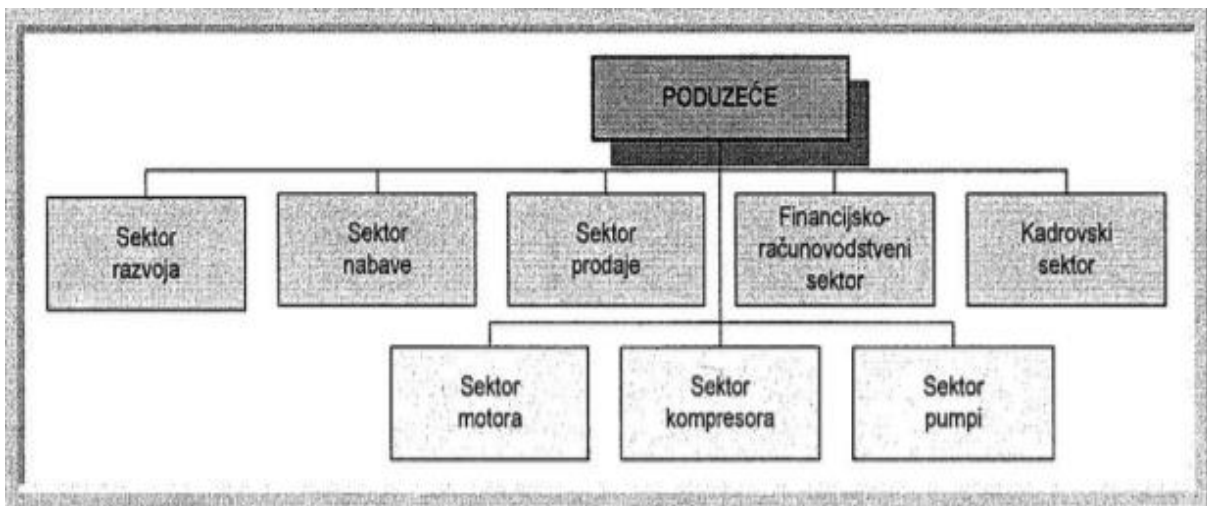 PODUZEĆE
Sektor
razvoja
Sektor
nabave
Sektor
prodaje
Financijsko-
računovodstveni
sektor
Kadrovski
sektor
Sektor
motora
Sektor
kompresora
Sektor
pumpi